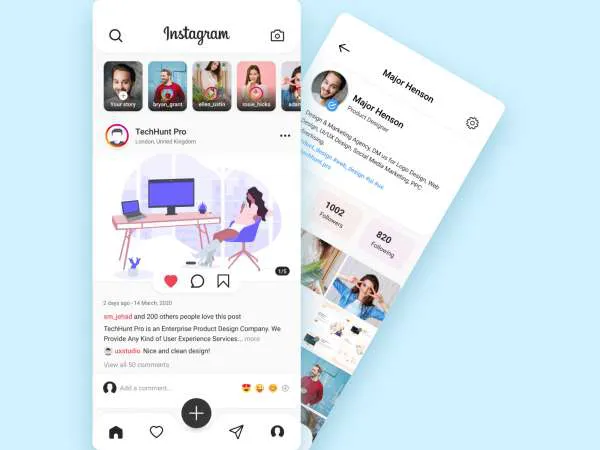 Instagram
Your story
bryan_grant
ellen_ustin
rosie_hicks
adam
TechHunt Pro
London, United Kingdom
1/5
2 days ago - 14 March, 2020
sm_jehad and 200 others people love this post
TechHunt Pro is an Enterprise Product Design Company. We
Provide Any Kind of User Experience Services... more
uxstudio Nice and clean design!
View all 50 comments
Add a comment...
Major Henson
Major Henson
Product Designer
Design & Marketing Agency, DM us for Logo Design, Web
Design, UI/UX Design, Social Media Marketing, PPC,
#web_design #ui #ux
1002
Followers
820
Following